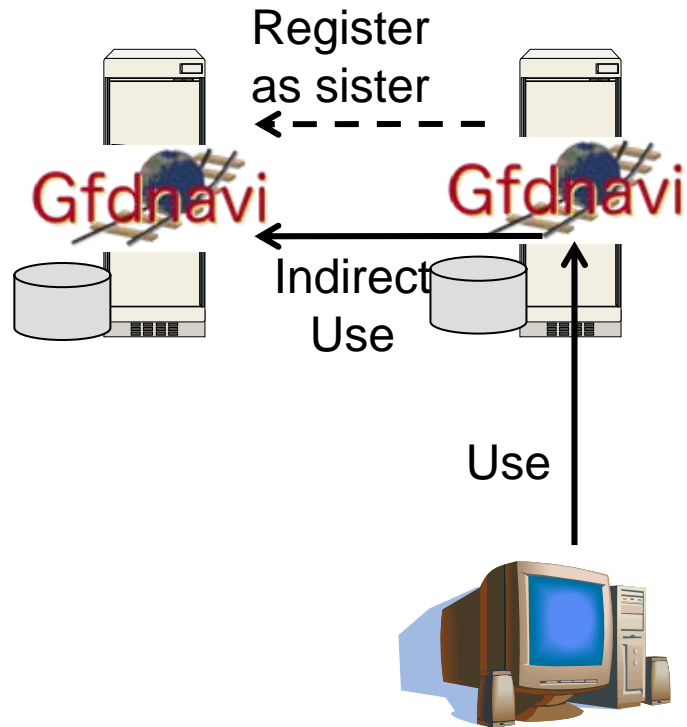 Register
as sister
Gfdnavi
Gfdnavi
Indirect
Use
Use